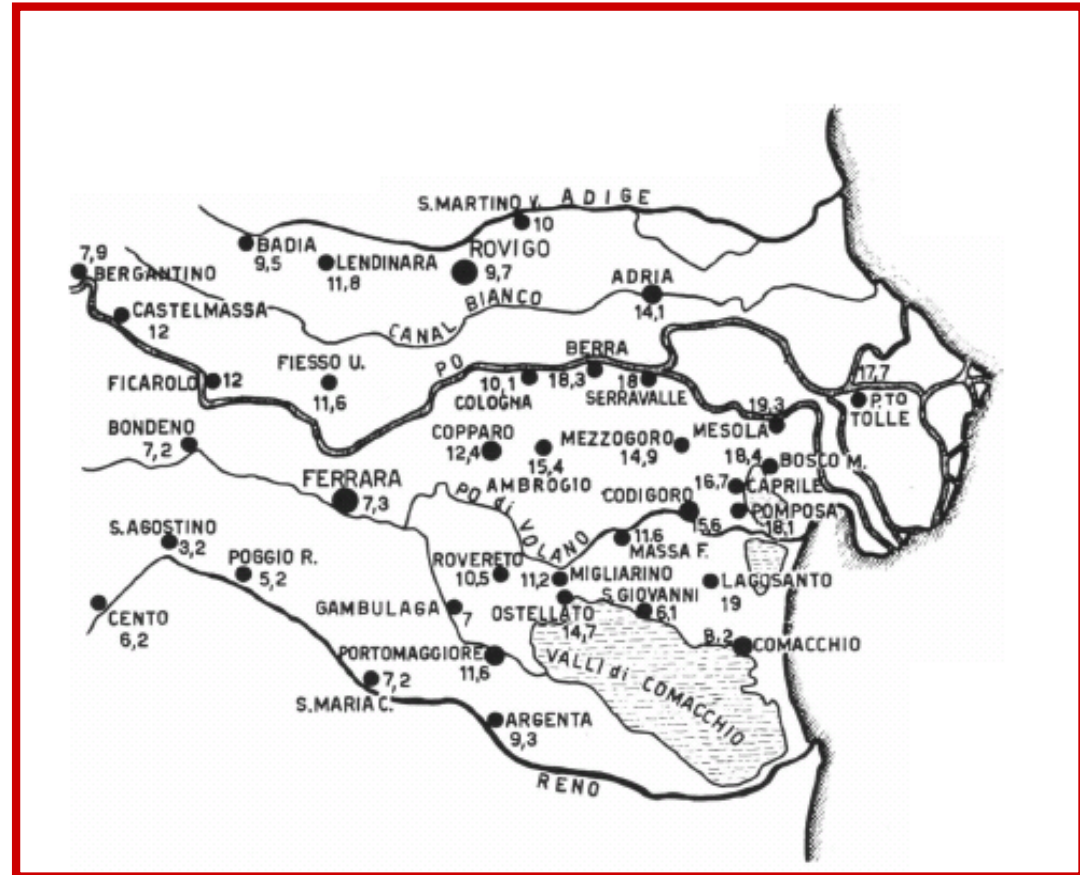 S.MARTINO V.
10
ADIGE
BADIA
9,5
LENDINARA
11,8
ROVIGO
9,7
7,9
BERGANTINO
ADRIA
14,1
CASTELMASSA
12
CANAL BIANCO
FICAROLO
12
FIESSO U.
11,6
PO
10,1
COLOGNA
BERRA
18,3
18
SERRAVALLE
17,7
P.TO
TOLLE
BONDENO
7,2
COPPARO
12,4
15,4
AMBROGIO
MEZZOGORO
14,9
19,3
MESOLA
18,4
BOSCO M.
FERRARA
7,3
16,7
CAPRILE
PO di VOLANO
CODIGORO
15,6
POMPOSA
18,1
S.AGOSTINO
3,2
11,6
MASSA F.
POGGIO R.
5,2
ROVERETO
10,5
11,2
MIGLIARINO
LAGOSANTO
19
CENTO
6,2
GAMBULAGA
7
OSTELLATO
14,7
S.GIOVANNI
6,1
8,2
COMACCHIO
PORTOMAGGIORE
11,6
VALLI di COMACCHIO
7,2
S.MARIA C.
ARGENTA
9,3
RENO